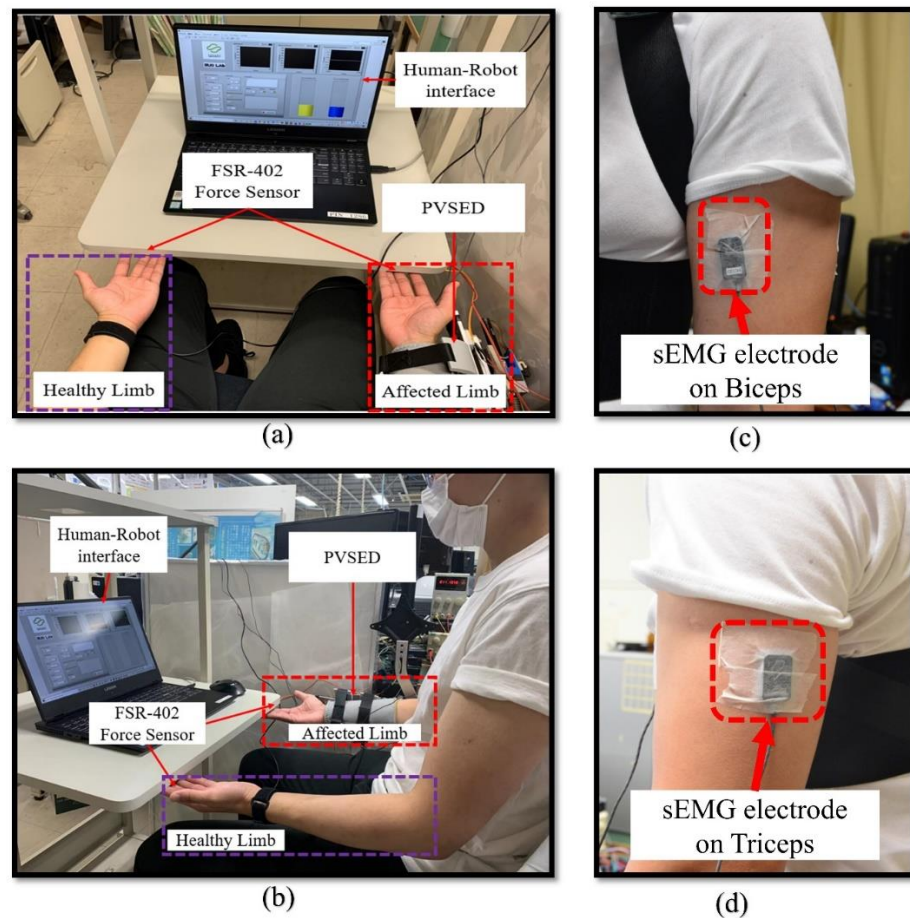 Human-Robot
interface
FSR-402
Force Sensor
PVSED
Healthy Limb
Affected Limb
(a)
sEMG electrode
on Biceps
(c)
Human-Robot
interface
PVSED
FSR-402
Force Sensor
Affected Limb
Healthy Limb
(b)
sEMG electrode
on Triceps
(d)